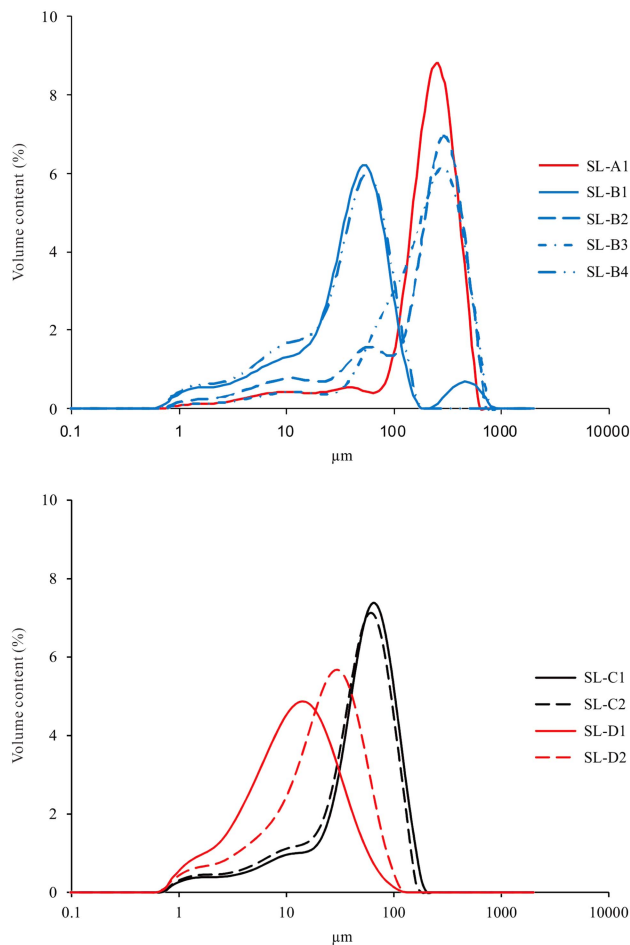 10
8
6
4
2
0
Volume content (%)
0.1 1 10 100 1000 10000
µm
SL-A1
SL-B1
SL-B2
SL-B3
SL-B4
10
8
6
4
2
0
Volume content (%)
0.1 1 10 100 1000 10000
µm
SL-C1
SL-C2
SL-D1
SL-D2